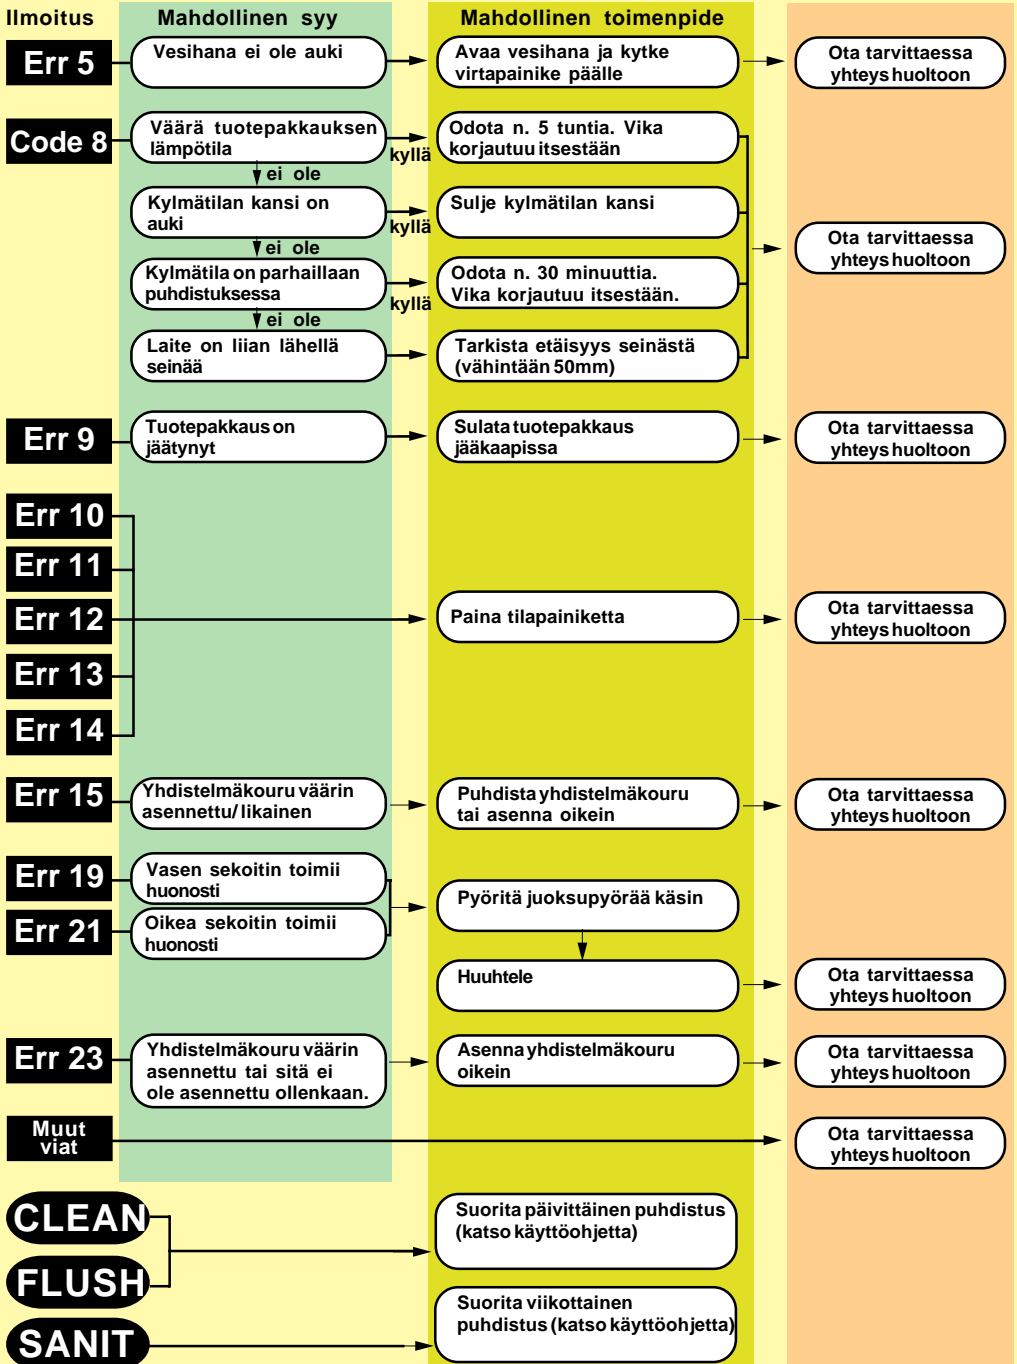 Ilmoitus
Mahdollinen syy
Mahdollinen toimenpide
Err 5
Vesihana ei ole auki
Avaa vesihana ja kytke
virtapainike päälle
Ota tarvittaessa
yhteys huoltoon
Code 8
Väärä tuotepakkauksen
lämpötila
kyllä
Odota n. 5 tuntia. Vika
korjautuu itsestään
ei ole
Kylmätilan kansi on
auki
kyllä
Sulje kylmätilan kansi
Ota tarvittaessa
yhteys huoltoon
ei ole
Kylmätila on parhaillaan
puhdistuksessa
kyllä
Odota n. 30 minuuttia.
Vika korjautuu itsestään.
ei ole
Laite on liian lähellä
seinää
Tarkista etäisyys seinästä
(vähintään 50mm)
Err 9
Tuotepakkaus on
jäätynyt
Sulata tuotepakkaus
jääkaapissa
Ota tarvittaessa
yhteys huoltoon
Err 10
Err 11
Err 12
Err 13
Err 14
Paina tilapainiketta
Ota tarvittaessa
yhteys huoltoon
Err 15
Yhdistelmäkouru väärin
asennettu/ likainen
Puhdista yhdistelmäkouru
tai asenna oikein
Ota tarvittaessa
yhteys huoltoon
Err 19
Vasen sekoitin toimii
huonosti
Err 21
Oikea sekoitin toimii
huonosti
Pyöritä juoksupyörää käsin
Huuhtele
Ota tarvittaessa
yhteys huoltoon
Err 23
Yhdistelmäkouru väärin
asennettu tai sitä ei
ole asennettu ollenkaan.
Asenna yhdistelmäkouru
oikein
Ota tarvittaessa
yhteys huoltoon
Muut
viat
Ota tarvittaessa
yhteys huoltoon
CLEAN
FLUSH
Suorita päivittäinen puhdistus
(katso käyttöohjetta)
SANIT
Suorita viikottainen
puhdistus (katso käyttöohjetta)